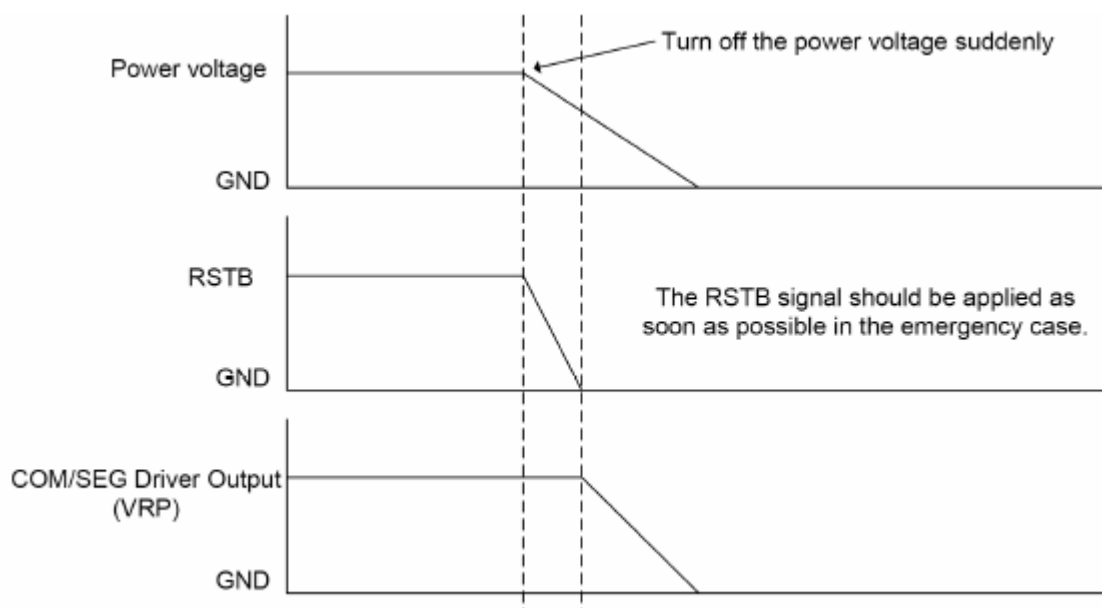 Turn off the power voltage suddenly
Power voltage
GND
RSTB
The RSTB signal should be applied as
soon as possible in the emergency case.
GND
COM/SEG Driver Output
(VRP)
GND